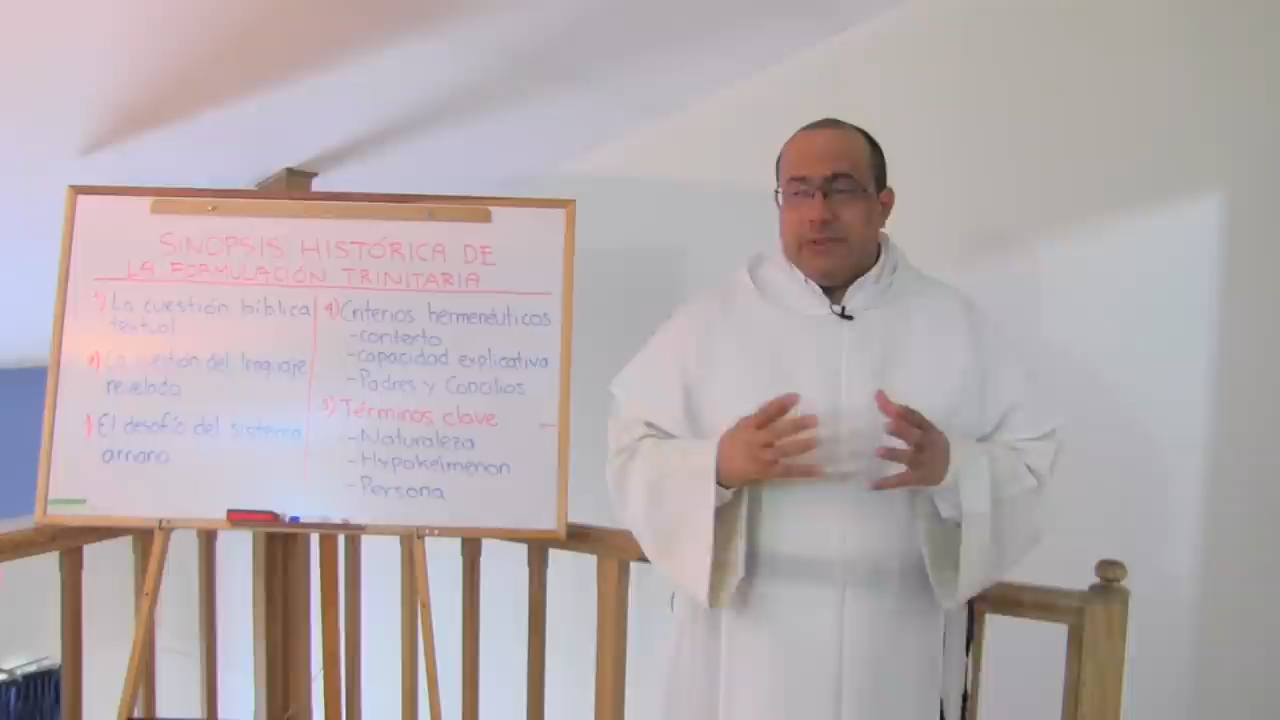 SINOPSIS HISTÓRICA DE
LA FORMULACIÓN TRINITARIA
1) La cuestión bíblica
textual
2) La cuestión del lenguaje
revelado
3) El desafío del sistema
arriano
4) Criterios hermenéuticos
-contexto
-capacidad explicativa
-Padres y Concilios
5) Términos clave
-Naturaleza
-Hypokeímenon
-Persona